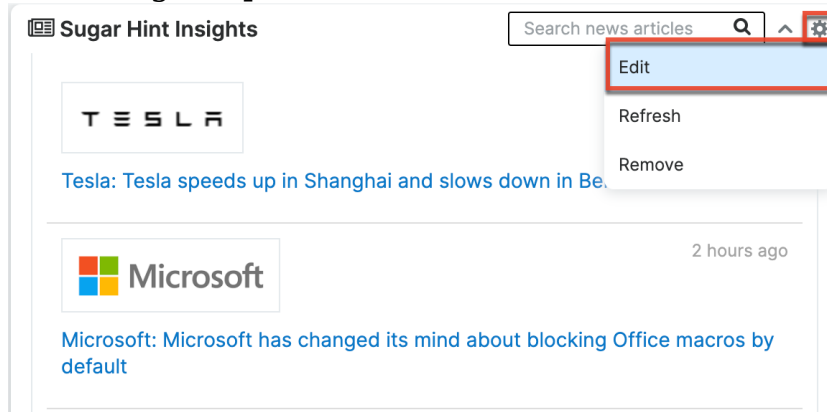 Sugar Hint Insights
Search news articles
Edit
Refresh
Remove
TESLA
Tesla: Tesla speeds up in Shanghai and slows down in
2 hours ago
Microsoft
Microsoft: Microsoft has changed its mind about blocking Office macros by
default